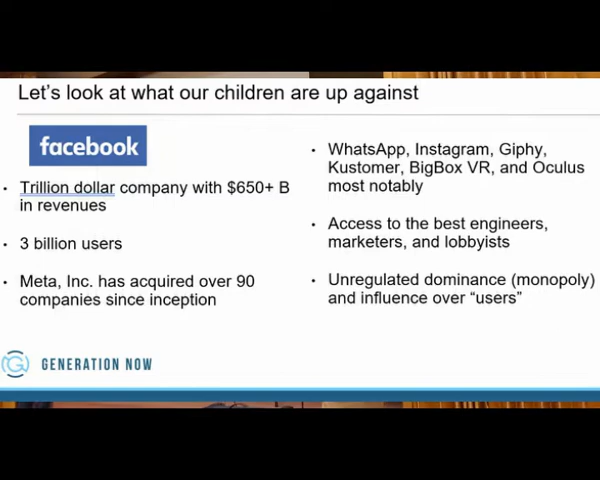 Let's look at what our children are up against
facebook
• Trillion dollar company with $650+ B
in revenues
• 3 billion users
• Meta, Inc. has acquired over 90
companies since inception
• WhatsApp, Instagram, Giphy,
Kustomer, BigBox VR, and Oculus
most notably
• Access to the best engineers,
marketers, and lobbyists
• Unregulated dominance (monopoly)
and influence over “users”
GENERATION NOW